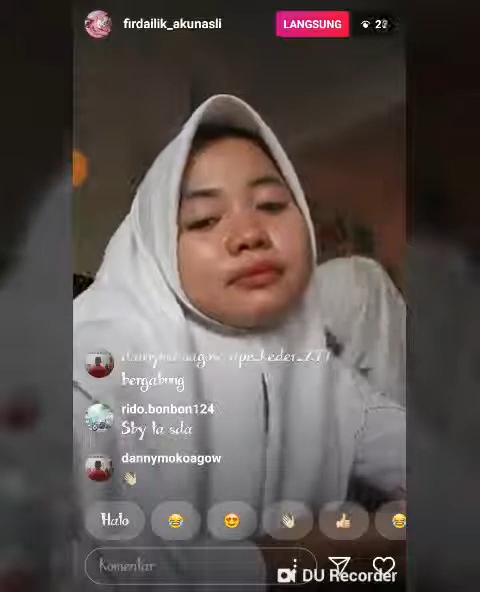 firdailik_akunasli
LANGSUNG
bergabung
rido.bonbon124
Sby ta sda
dannymokoagow
Halo
Komentar
DU Recorder